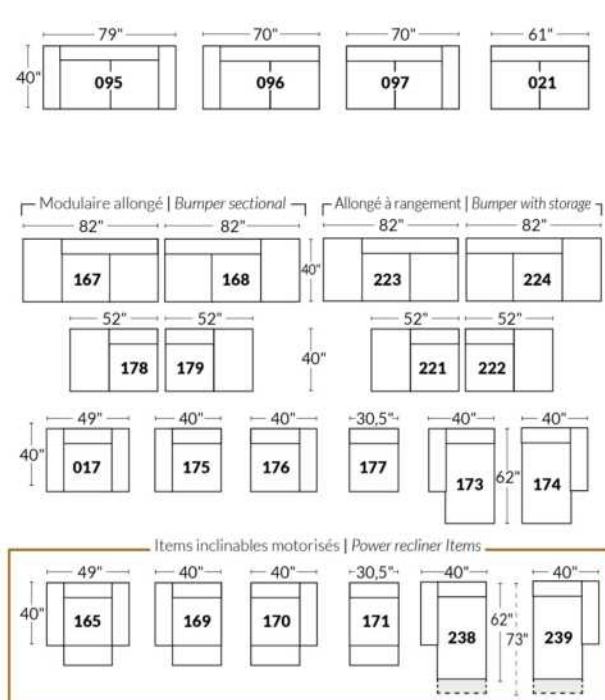 79" 70" 70" 61"
40" 095 096 097 021
Modulaire allongé | Bumper sectional Allongé à rangement | Bumper with storage
82" 82" 82" 82"
167 168 40" 223 224
52" 52" 52" 52"
178 179 40" 221 222
49" 40" 40" 30,5" 40" 40"
40" 017 175 176 177 173 62" 174
Items inclinables motorisés | Power recliner Items
49" 40" 40" 30,5" 40" 40"
40" 165 169 170 171 238 62" 73" 239